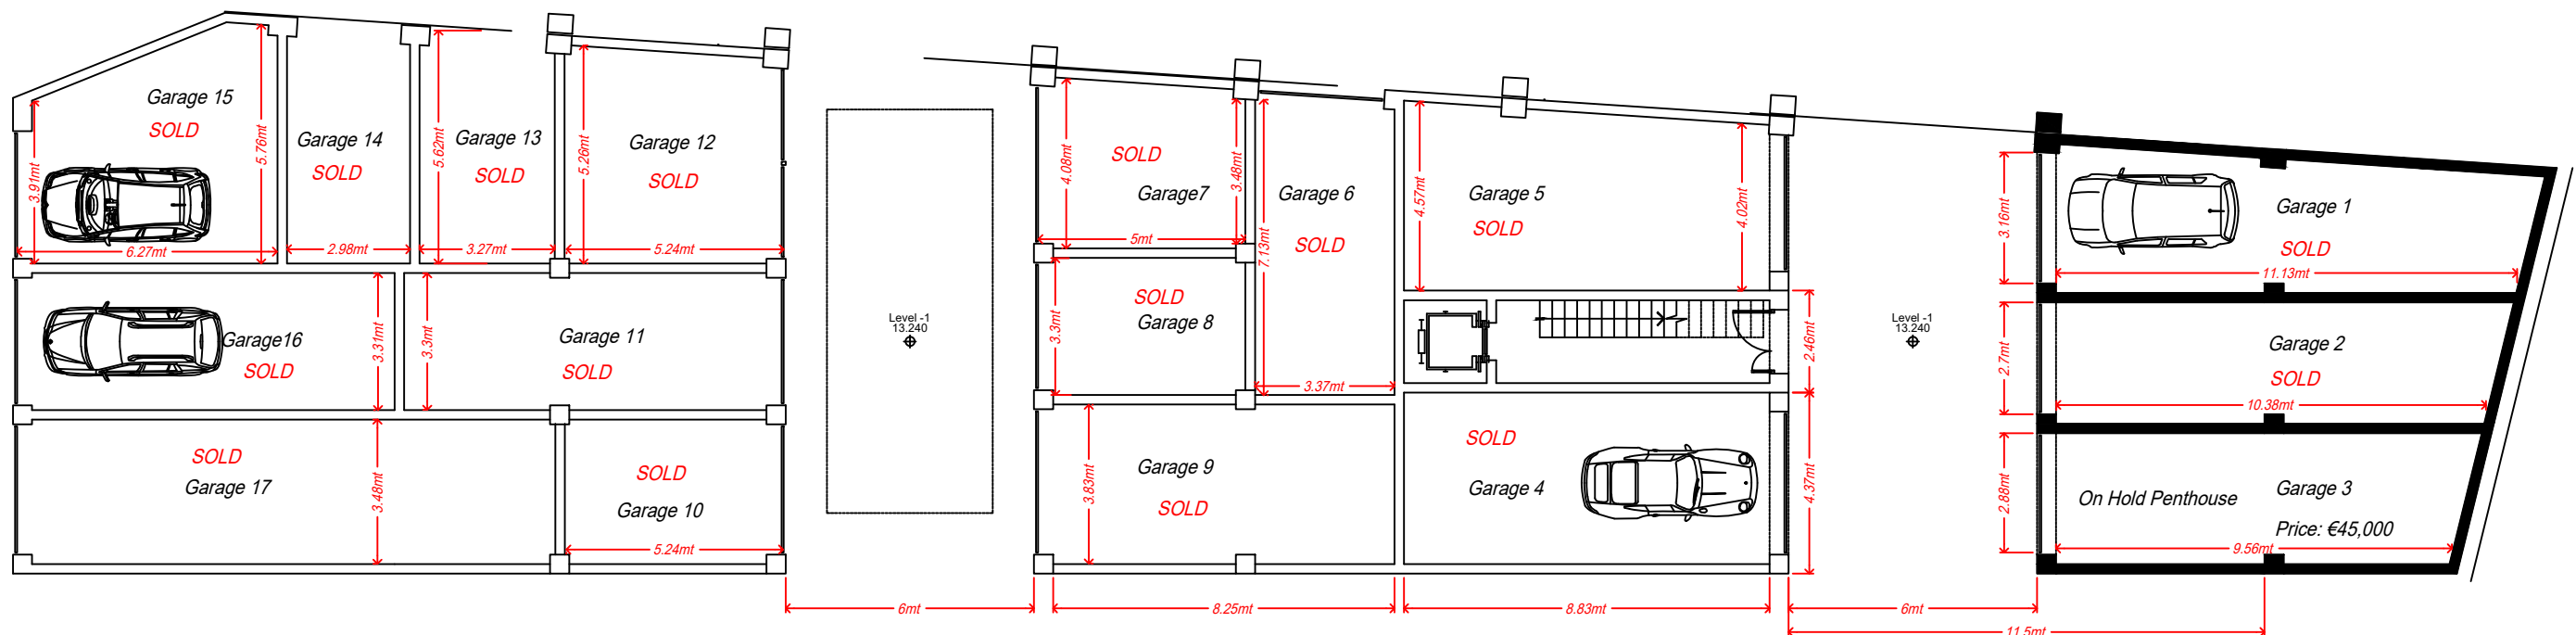 Garage 15
SOLD
3.91mt
5.76mt
6.27mt
Garage 14
SOLD
2.98mt
Garage 13
SOLD
5.62mt
3.27mt
Garage 12
SOLD
5.26mt
5.24mt
Garage16
SOLD
3.31mt
Garage 11
SOLD
3.3mt
SOLD
Garage 17
3.48mt
SOLD
Garage 10
5.24mt
Level -1
13.240
6mt
SOLD
Garage7
4.08mt
3.48mt
5mt
Garage 6
SOLD
7.13mt
3.37mt
SOLD
Garage 8
3.3mt
Garage 9
SOLD
3.83mt
8.25mt
Garage 5
SOLD
4.57mt
4.02mt
2.46mt
SOLD
Garage 4
4.37mt
8.83mt
Level -1
13.240
6mt
11.5mt
Garage 1
SOLD
3.16mt
11.13mt
Garage 2
SOLD
2.7mt
10.38mt
On Hold Penthouse
Garage 3
Price: €45,000
2.88mt
9.56mt